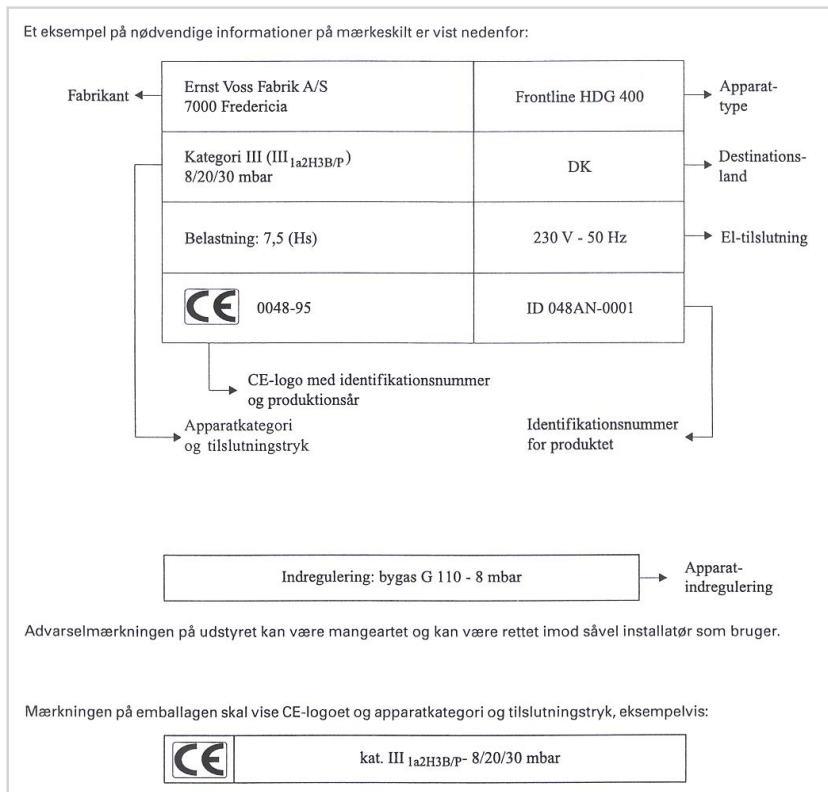 Et eksempel på nødvendige informationer på mærkeskilt er vist nedenfor:
Fabrikant
Ernst Voss Fabrik A/S
7000 Fredericia
Frontline HDG 400
Apparat-
type
Kategori III (III1a2H3B/P)
8/20/30 mbar
DK
Destinations-
land
Belastning: 7,5 (Hs)
230 V - 50 Hz
El-tilslutning
CE 0048-95
ID 048AN-0001
CE-logo med identifikationsnummer
og produktionsår
Apparatkategori
og tilslutningstryk
Identifikationsnummer
for produktet
Indregulering: bygas G 110 - 8 mbar
Apparat-
indregulering
Advarselmærkningen på udstyret kan være mangeartet og kan være rettet imod såvel installatør som bruger.
Mærkningen på emballagen skal vise CE-logoet og apparatkategori og tilslutningstryk, eksempelvis:
CE kat. III 1a2H3B/P- 8/20/30 mbar